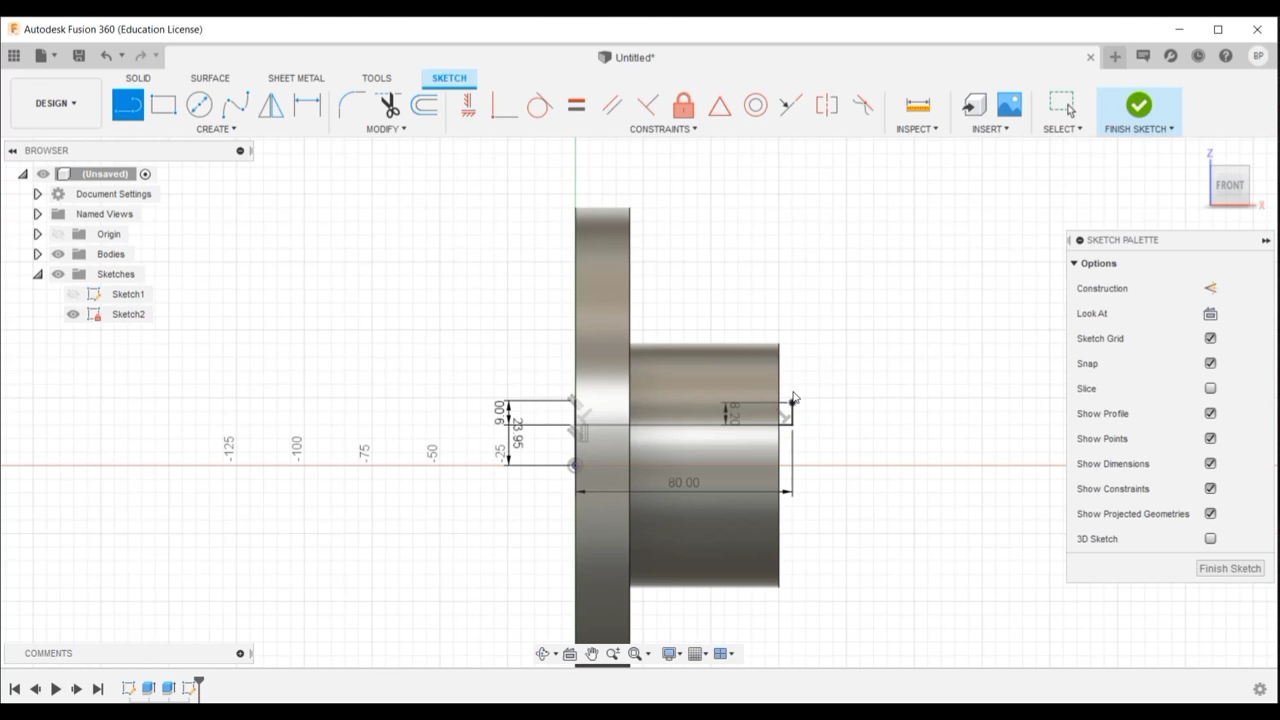 Autodesk Fusion 360 (Education License)
Untitled*
BP
DESIGN
SOLID
SURFACE
SHEET METAL
TOOLS
SKETCH
CREATE
MODIFY
CONSTRAINTS
INSPECT
INSERT
SELECT
FINISH SKETCH
BROWSER
(Unsaved)
Document Settings
Named Views
Origin
Bodies
Sketches
Sketch1
Sketch2
Z
FRONT
X
SKETCH PALETTE
Options
Construction
Look At
Sketch Grid
Snap
Slice
Show Profile
Show Points
Show Dimensions
Show Constraints
Show Projected Geometries
3D Sketch
Finish Sketch
9.00
23.95
8.20
-125
-100
-75
-50
-25
80.00
COMMENTS